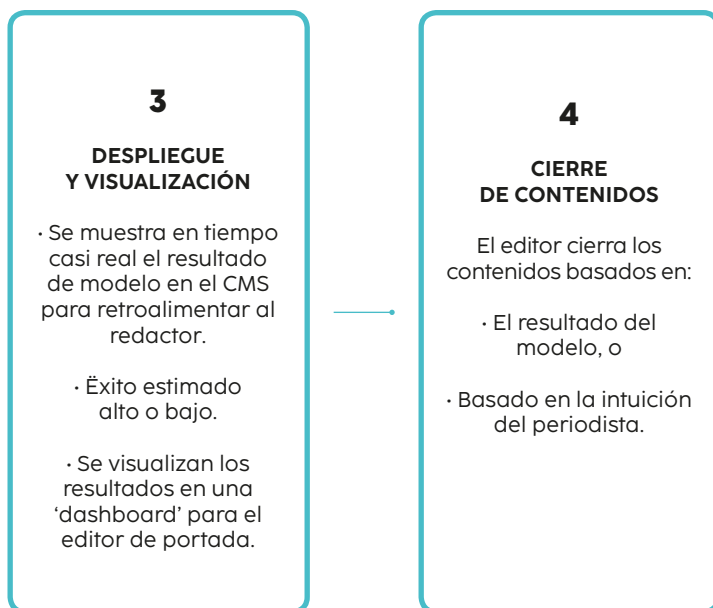 3
DESPLIEGUE
Y VISUALIZACIÓN
· Se muestra en tiempo
casi real el resultado
de modelo en el CMS
para retroalimentar al
redactor.
· Ëxito estimado
alto o bajo.
· Se visualizan los
resultados en una
‘dashboard’ para el
editor de portada.
4
CIERRE
DE CONTENIDOS
El editor cierra los
contenidos basados en:
· El resultado del
modelo, o
· Basado en la intuición
del periodista.